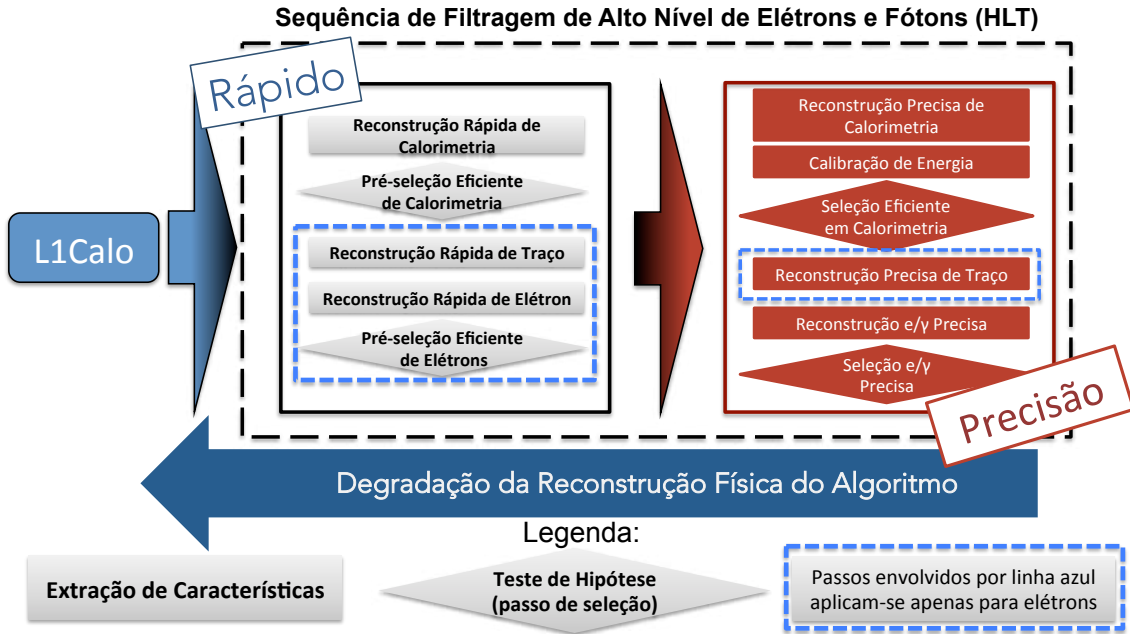 Sequência de Filtragem de Alto Nível de Elétrons e Fótons (HLT)
Rápido
L1Calo
Reconstrução Rápida de
Calorimetria
Pré-seleção Eficiente
de Calorimetria
Reconstrução Rápida de Traço
Reconstrução Rápida de Elétron
Pré-seleção Eficiente
de Elétrons
Reconstrução Precisa de
Calorimetria
Calibração de Energia
Seleção Eficiente
em Calorimetria
Reconstrução Precisa de Traço
Reconstrução e/γ Precisa
Seleção e/γ
Precisa
Precisão
Degradação da Reconstrução Física do Algoritmo
Legenda:
Extração de Características
Teste de Hipótese
(passo de seleção)
Passos envolvidos por linha azul
aplicam-se apenas para elétrons